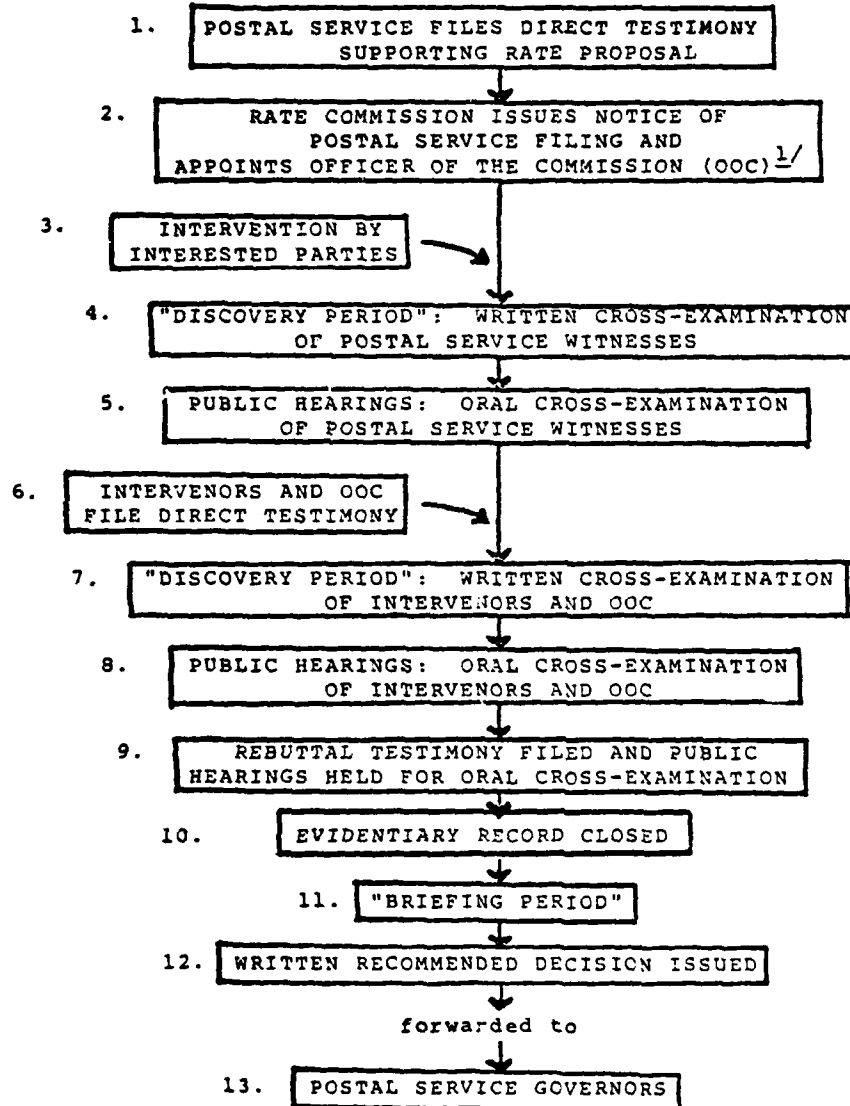 1. POSTAL SERVICE FILES DIRECT TESTIMONY
SUPPORTING RATE PROPOSAL
2. RATE COMMISSION ISSUES NOTICE OF
POSTAL SERVICE FILING AND
APPOINTS OFFICER OF THE COMMISSION (OOC) 1/
3. INTERVENTION BY
INTERESTED PARTIES
4. "DISCOVERY PERIOD": WRITTEN CROSS-EXAMINATION
OF POSTAL SERVICE WITNESSES
5. PUBLIC HEARINGS: ORAL CROSS-EXAMINATION
OF POSTAL SERVICE WITNESSES
6. INTERVENORS AND OOC
FILE DIRECT TESTIMONY
7. "DISCOVERY PERIOD": WRITTEN CROSS-EXAMINATION
OF INTERVENORS AND OOC
8. PUBLIC HEARINGS: ORAL CROSS-EXAMINATION
OF INTERVENORS AND OOC
9. REBUTTAL TESTIMONY FILED AND PUBLIC
HEARINGS HELD FOR ORAL CROSS-EXAMINATION
10. EVIDENTIARY RECORD CLOSED
11. "BRIEFING PERIOD"
12. WRITTEN RECOMMENDED DECISION ISSUED
forwarded to
13. POSTAL SERVICE GOVERNORS